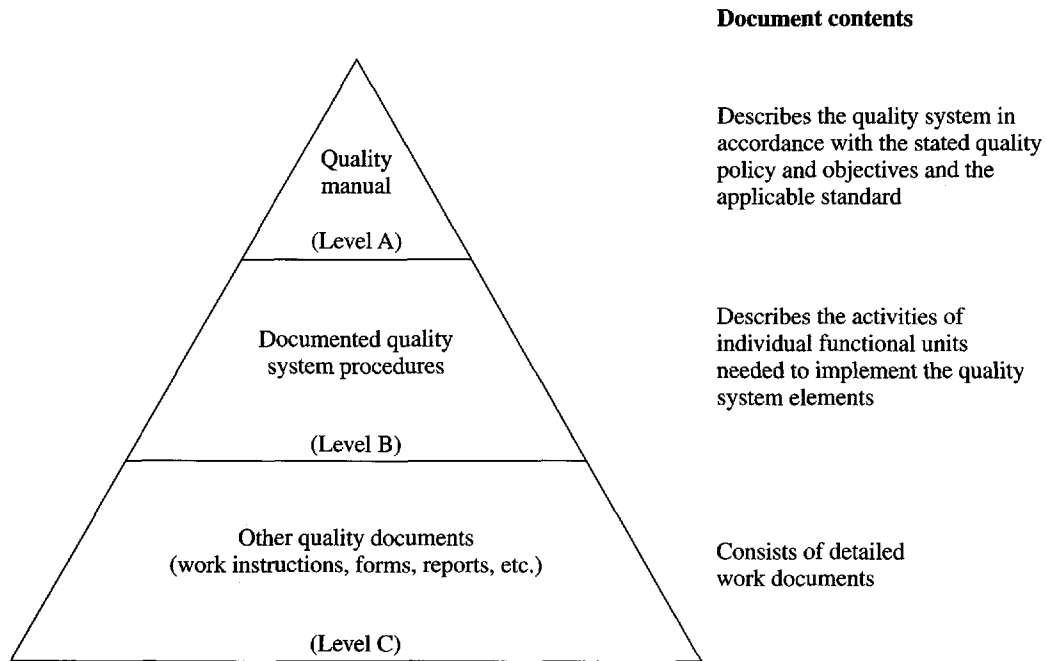 Document contents
Quality
manual
(Level A)
Describes the quality system in
accordance with the stated quality
policy and objectives and the
applicable standard
Documented quality
system procedures
(Level B)
Describes the activities of
individual functional units
needed to implement the quality
system elements
Other quality documents
(work instructions, forms, reports, etc.)
(Level C)
Consists of detailed
work documents